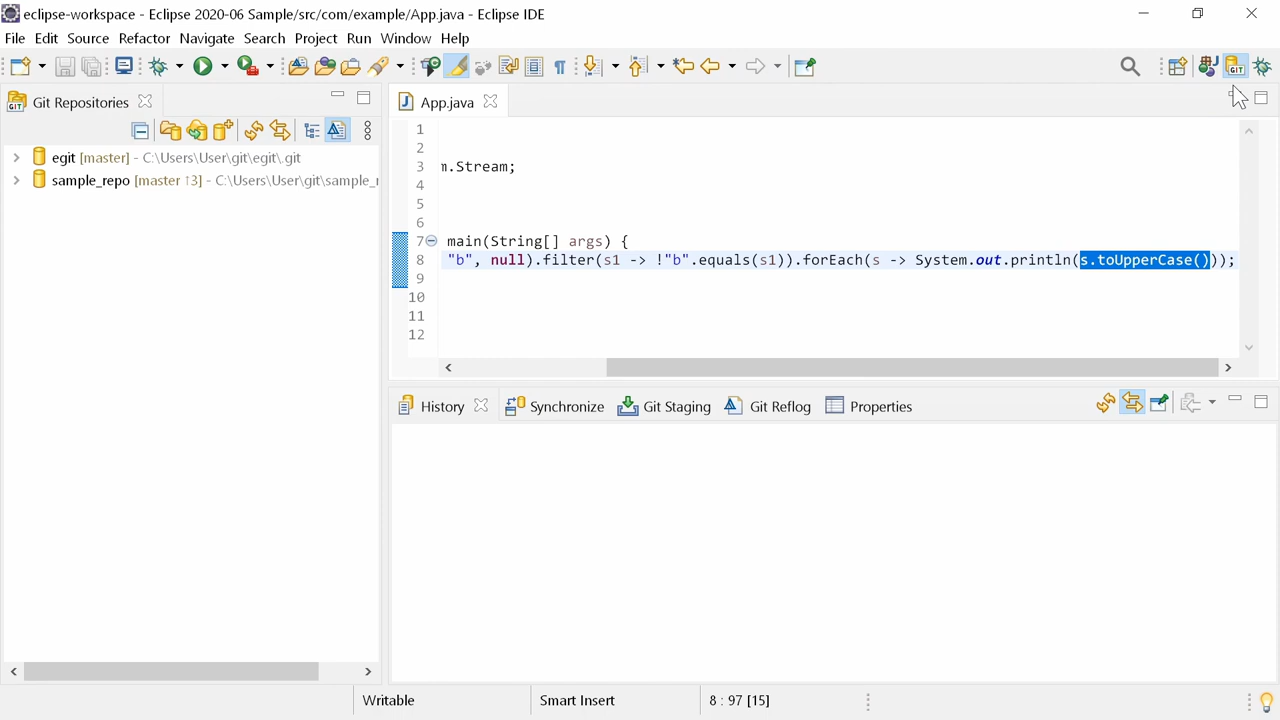 eclipse-workspace - Eclipse 2020-06 Sample/src/com/example/App.java - Eclipse IDE
File Edit Source Refactor Navigate Search Project Run Window Help
Git Repositories
egit [master] - C:\Users\User\git\egit\.git
sample_repo [master ↑3] - C:\Users\User\git\sample_r
App.java
1
2
3 m.Stream;
4
5
6
7 main(String[] args) {
8 "b", null).filter(s1 -> !"b".equals(s1)).forEach(s -> System.out.println(s.toUpperCase()));
9
10
11
12
History Synchronize Git Staging Git Reflog Properties
Writable Smart Insert 8 : 97 [15]